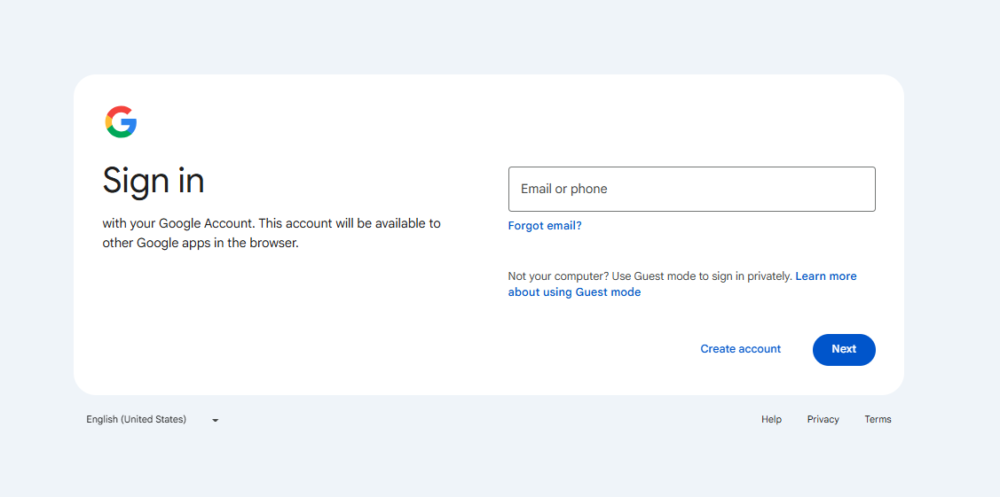 Sign in
with your Google Account. This account will be available to
other Google apps in the browser.
Email or phone
Forgot email?
Not your computer? Use Guest mode to sign in privately. Learn more
about using Guest mode
Create account
Next
English (United States)
Help
Privacy
Terms